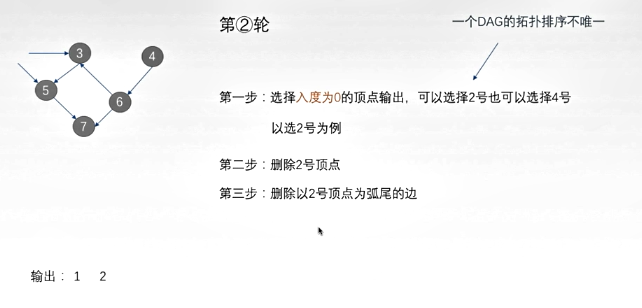 第②轮
一个DAG的拓扑排序不唯一
3
4
5
6
7
第一步：选择入度为0的顶点输出，可以选择2号也可以选择4号
以选2号为例
第二步：删除2号顶点
第三步：删除以2号顶点为弧尾的边
输出： 1 2